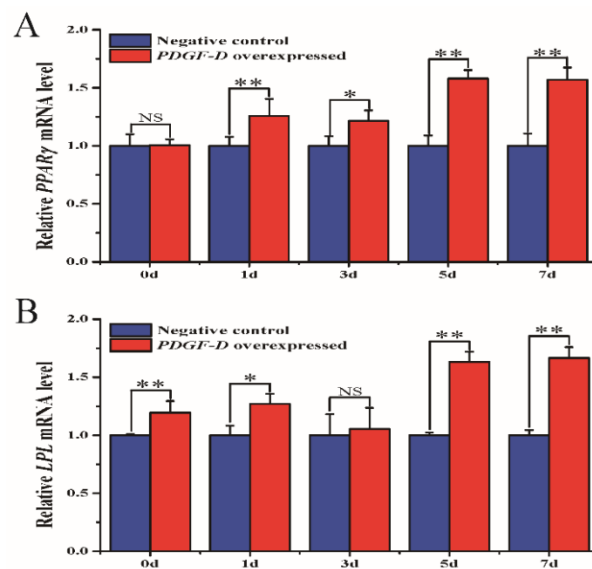 A
Negative control
PDGF-D overexpressed
Relative PPARγ mRNA level
2.0
1.5
1.0
0.5
0.0
NS
**
*
**
**
0d
1d
3d
5d
7d
B
Negative control
PDGF-D overexpressed
Relative LPL mRNA level
2.0
1.5
1.0
0.5
0.0
**
*
NS
**
**
0d
1d
3d
5d
7d